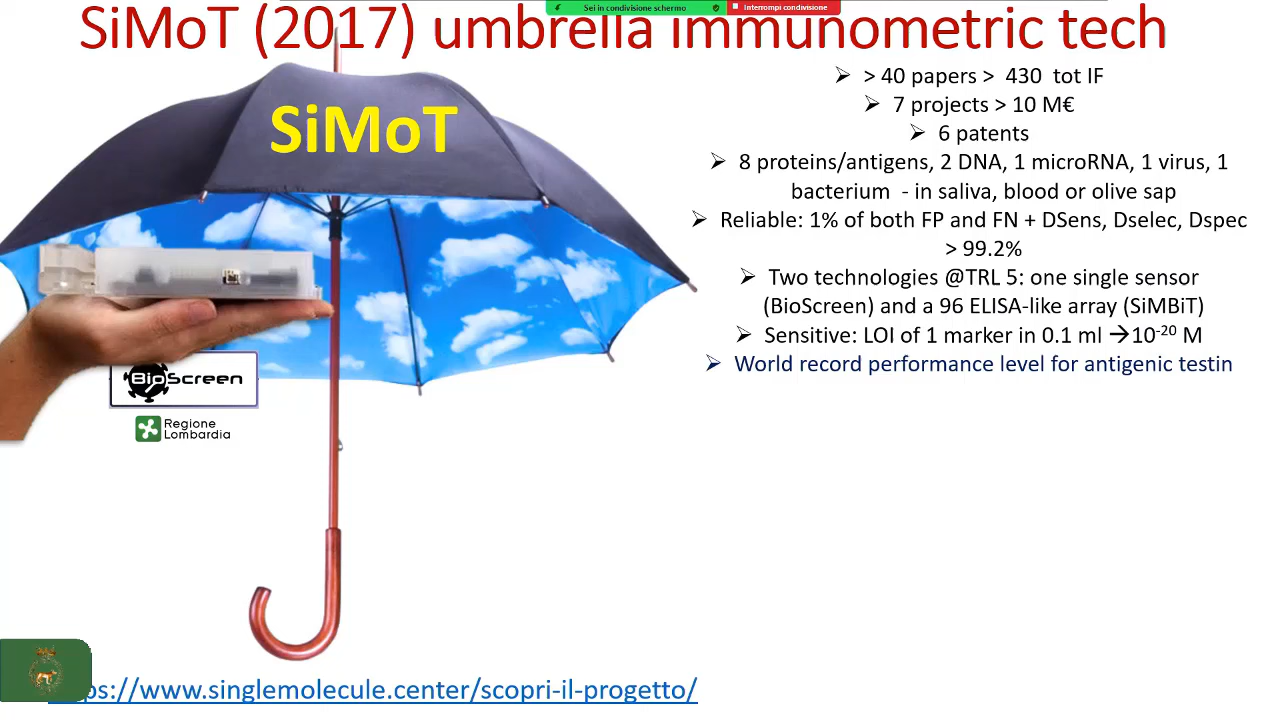 Sei in condivisione schermo
Interrompi condivisione
SiMoT (2017) umbrella immunometric tech
SiMoT
➢ > 40 papers > 430 tot IF
➢ 7 projects > 10 M€
➢ 6 patents
➢ 8 proteins/antigens, 2 DNA, 1 microRNA, 1 virus, 1
bacterium - in saliva, blood or olive sap
➢ Reliable: 1% of both FP and FN + DSens, Dselec, Dspec
> 99.2%
➢ Two technologies @TRL 5: one single sensor
(BioScreen) and a 96 ELISA-like array (SiMBiT)
➢ Sensitive: LOI of 1 marker in 0.1 ml →10⁻²⁰ M
➢ World record performance level for antigenic testin
BioScreen
Regione
Lombardia
ps://www.singlemolecule.center/scopri-il-progetto/